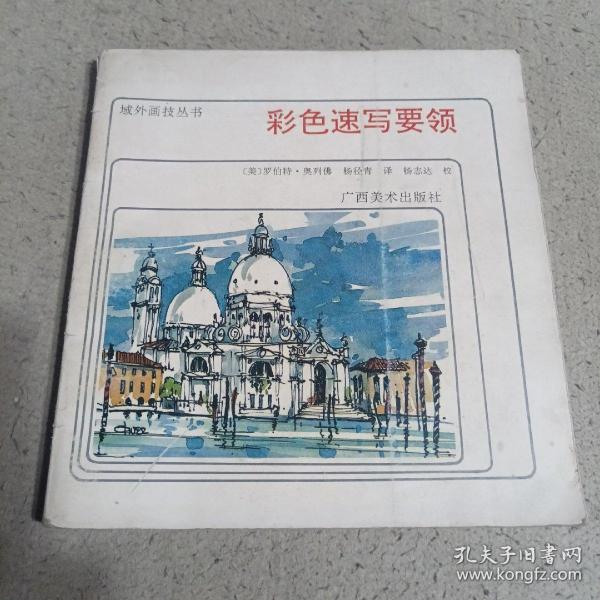 域外画技丛书
彩色速写要领
〔美〕罗伯特·奥列佛 杨径青 译 杨志达 校
广西美术出版社
孔夫子旧书网
www.kongfz.com